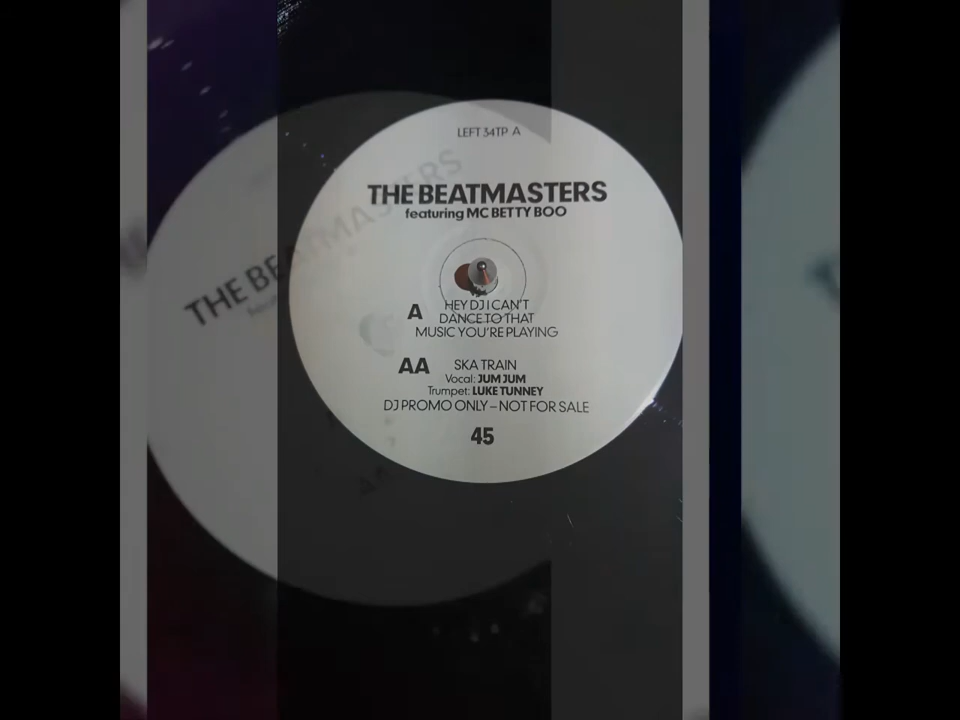 LEFT 34TP A
THE BEATMASTERS
featuring MC BETTY BOO
A HEY DJ I CAN'T
DANCE TO THAT
MUSIC YOU'RE PLAYING
AA SKA TRAIN
Vocal: JUM JUM
Trumpet: LUKE TUNNEY
DJ PROMO ONLY – NOT FOR SALE
45
THE BEATMASTERS